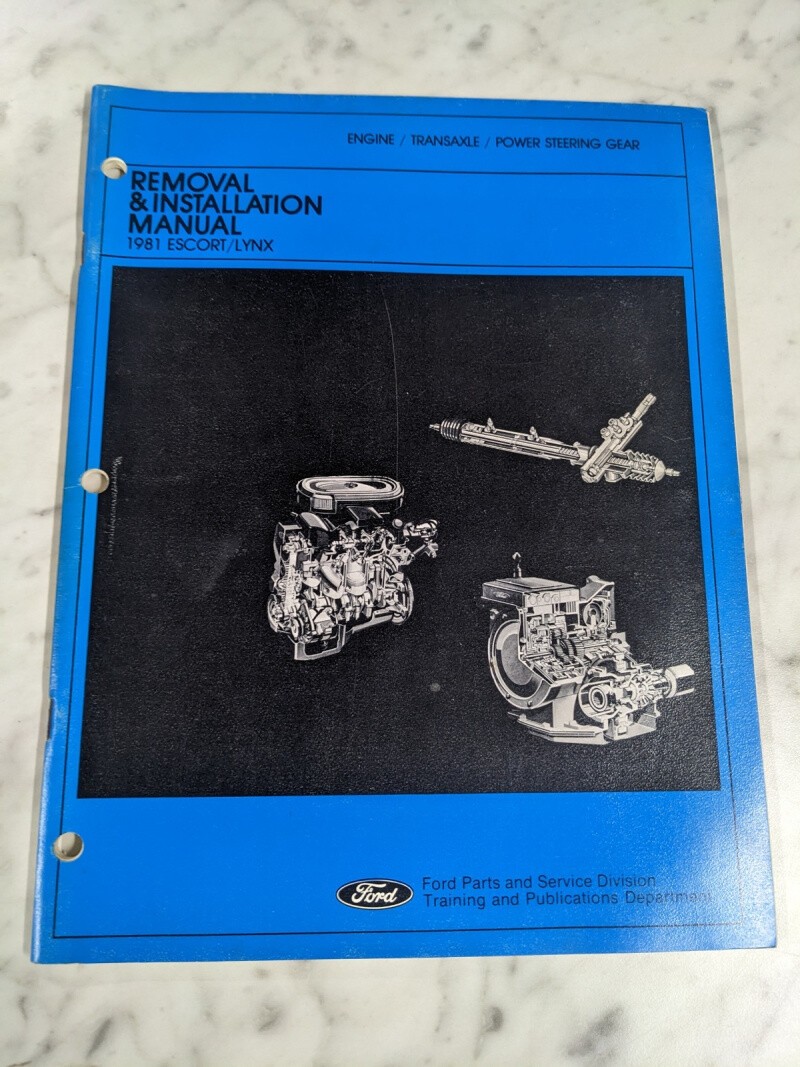 ENGINE / TRANSAXLE / POWER STEERING GEAR
REMOVAL
& INSTALLATION
MANUAL
1981 ESCORT/LYNX
Ford
Ford Parts and Service Division
Training and Publications Department